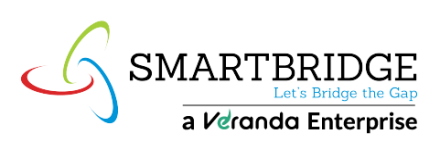 SMARTBRIDGE
Let's Bridge the Gap
a Veranda Enterprise